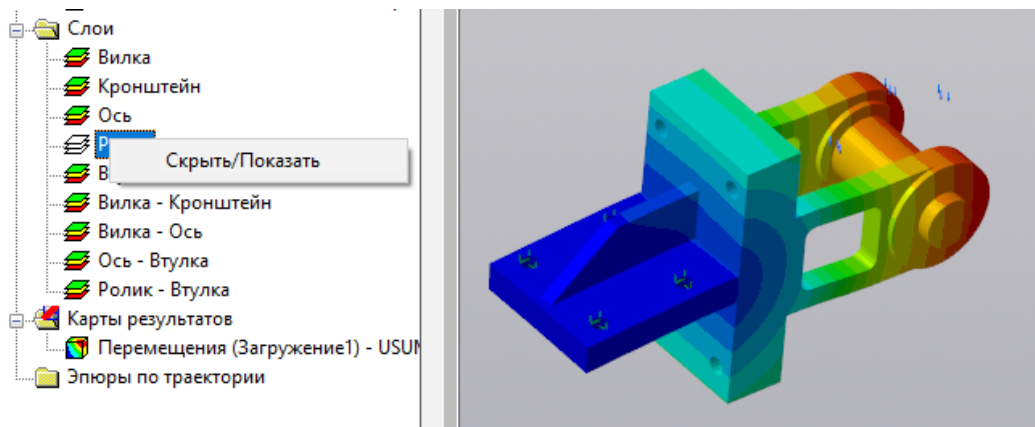 Слои
Вилка
Кронштейн
Ось
Скрыть/Показать
Вилка - Кронштейн
Вилка - Ось
Ось - Втулка
Ролик - Втулка
Карты результатов
Перемещения (Загружение1) - USUM
Эпюры по траектории